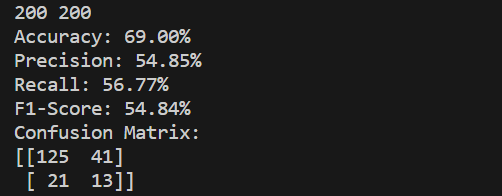 200 200
Accuracy: 69.00%
Precision: 54.85%
Recall: 56.77%
F1-Score: 54.84%
Confusion Matrix:
[[125  41]
 [ 21  13]]